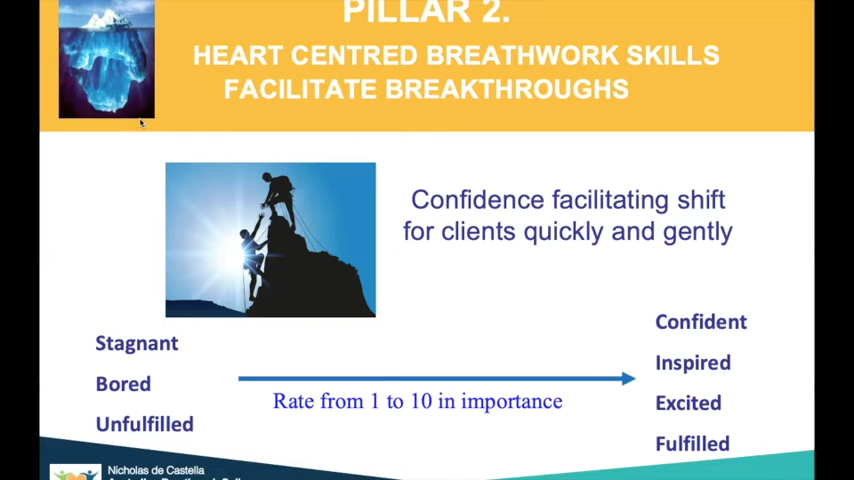 PILLAR 2.
HEART CENTRED BREATHWORK SKILLS
FACILITATE BREAKTHROUGHS
Confidence facilitating shift
for clients quickly and gently
Stagnant
Bored
Unfulfilled
Rate from 1 to 10 in importance
Confident
Inspired
Excited
Fulfilled
Nicholas de Castella